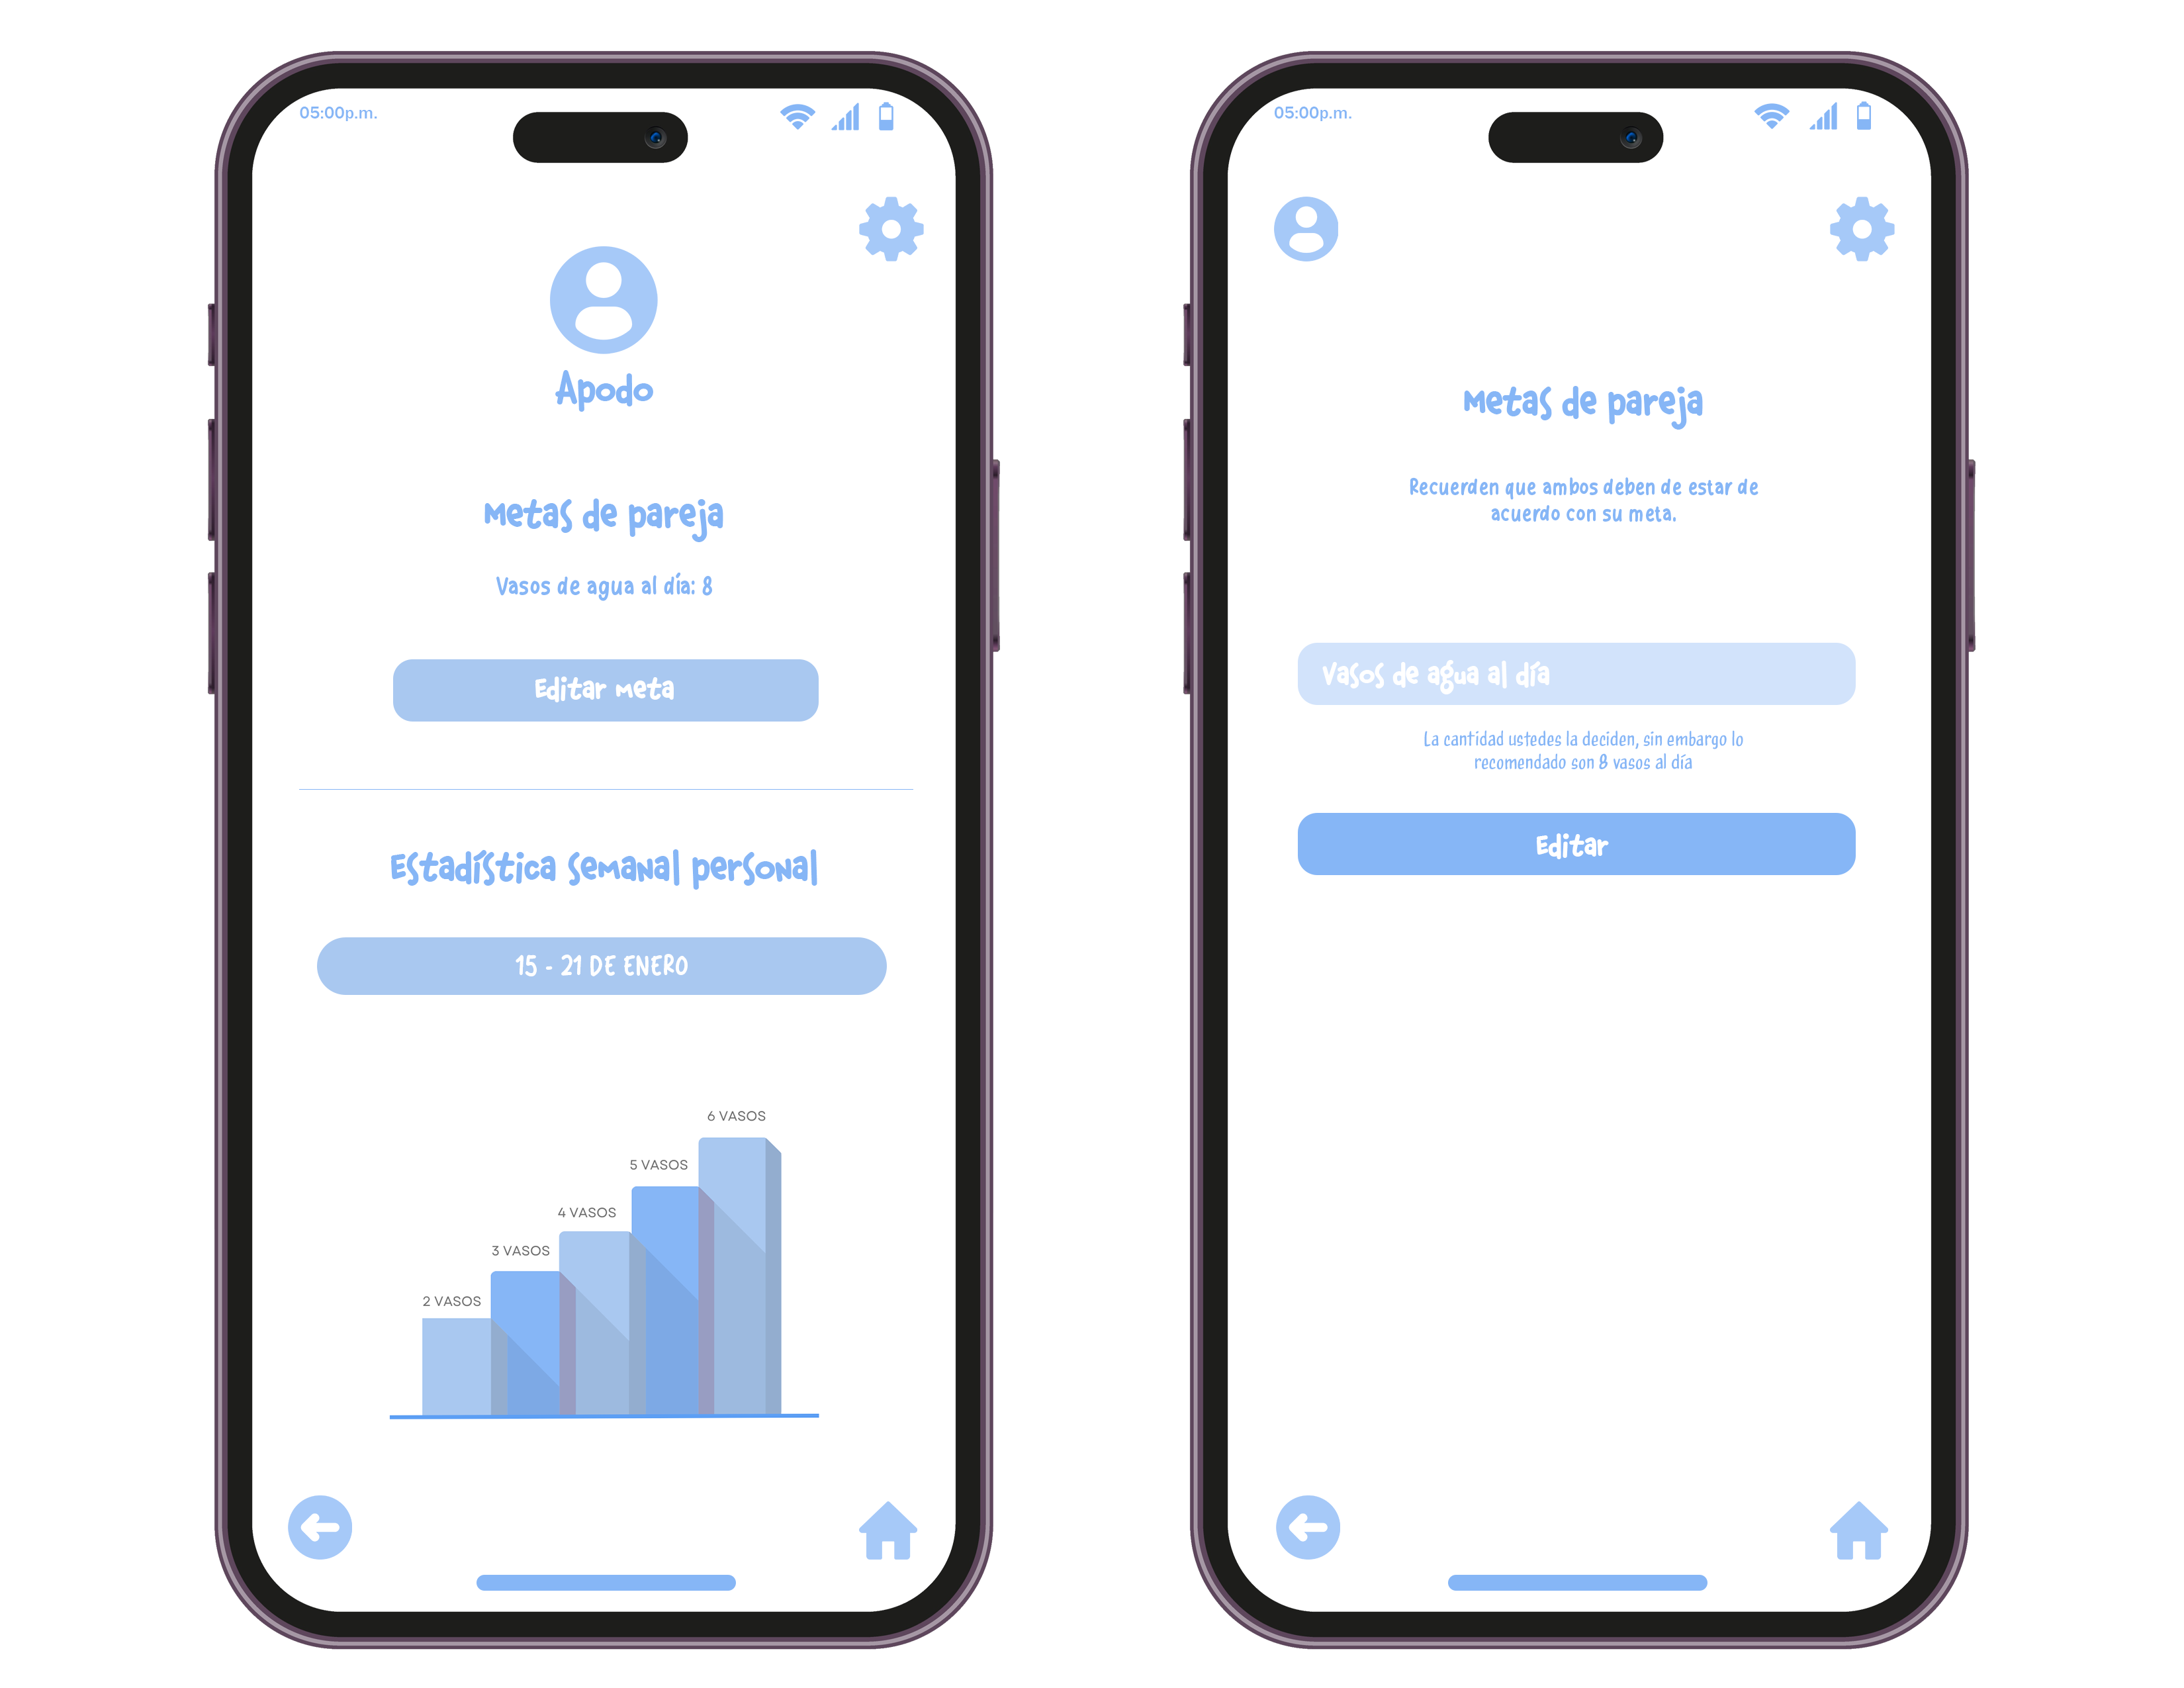 05:00p.m.
Apodo
Metas de pareja
Vasos de agua al día: 8
Editar meta
Estadística semanal personal
15 - 21 DE ENERO
6 VASOS
5 VASOS
4 VASOS
3 VASOS
2 VASOS
05:00p.m.
Metas de pareja
Recuerden que ambos deben de estar de
acuerdo con su meta.
Vasos de agua al día
La cantidad ustedes la deciden, sin embargo lo
recomendado son 8 vasos al día
Editar